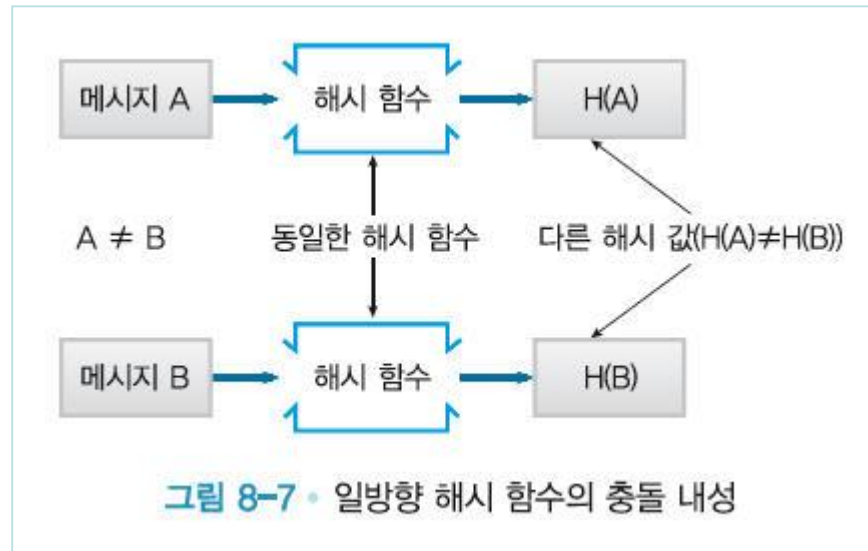 메시지 A
해시 함수
H(A)
A ≠ B
동일한 해시 함수
다른 해시 값(H(A)≠H(B))
메시지 B
해시 함수
H(B)
그림 8-7 • 일방향 해시 함수의 충돌 내성